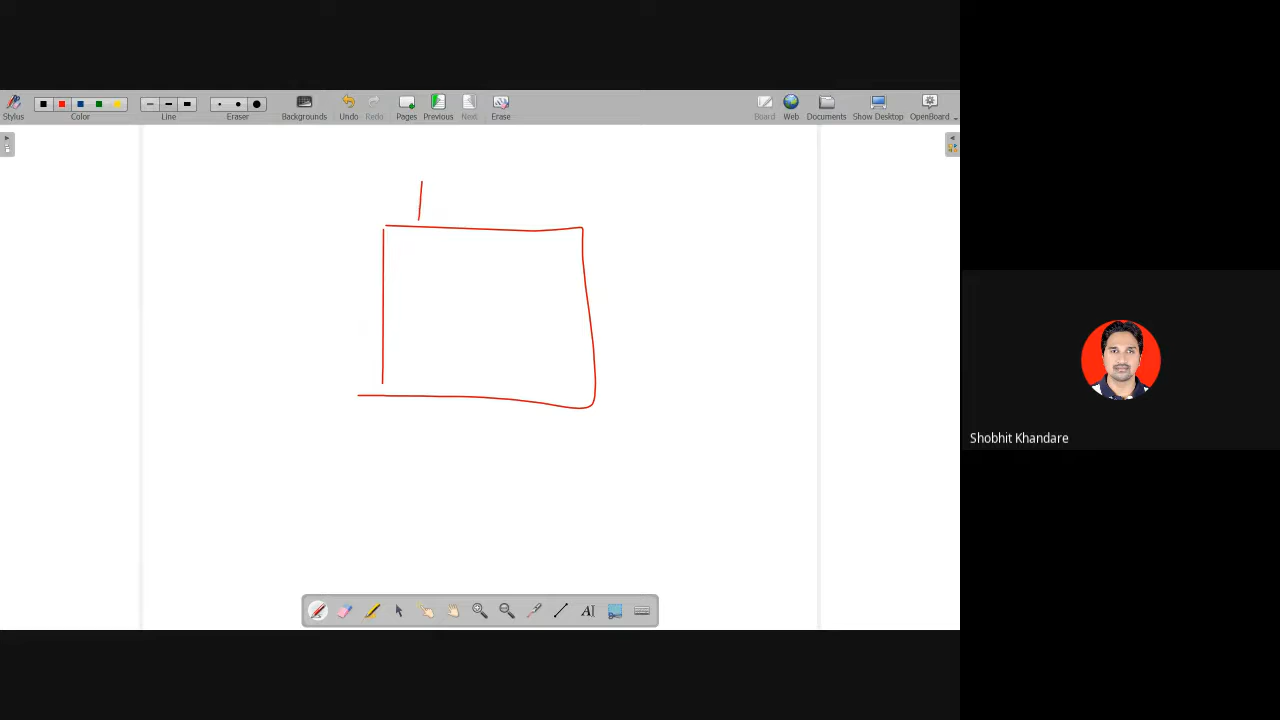 Stylus Color Line Eraser Backgrounds Undo Redo Pages Previous Next Erase Board Web Documents Show Desktop OpenBoard
AI
Shobhit Khandare